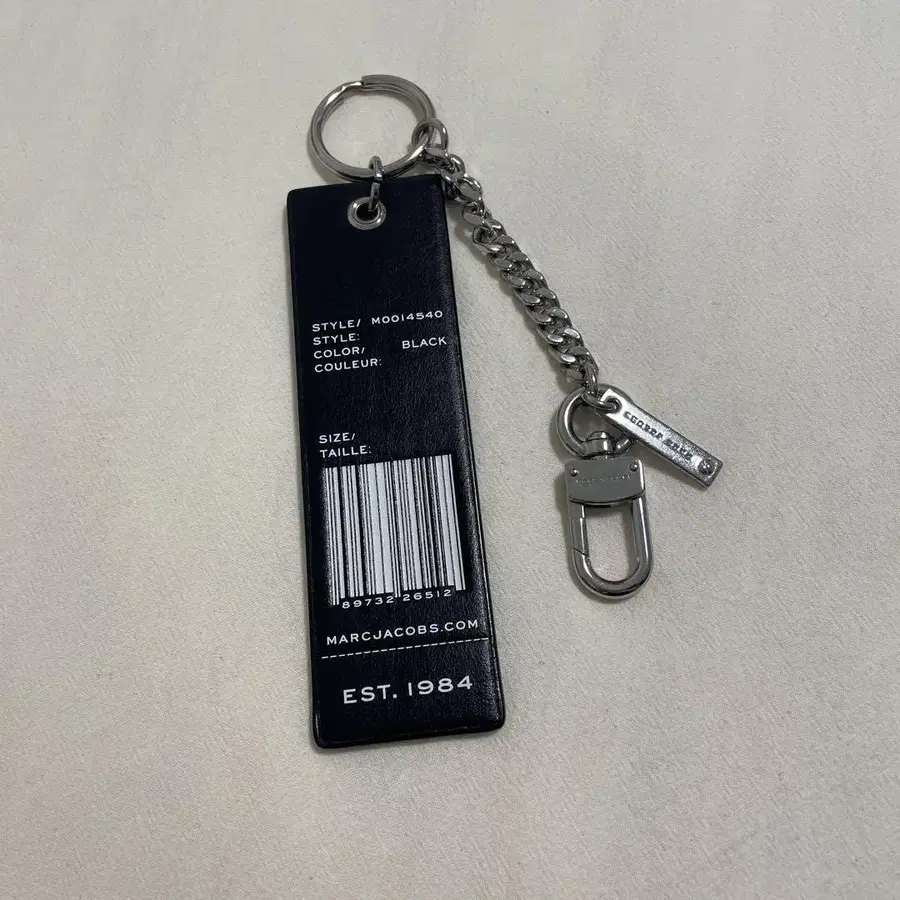 STYLE/ M0014540
STYLE:
COLOR/ BLACK
COULEUR:
SIZE/
TAILLE:
89732 26512
MARCJACOBS.COM
EST. 1984